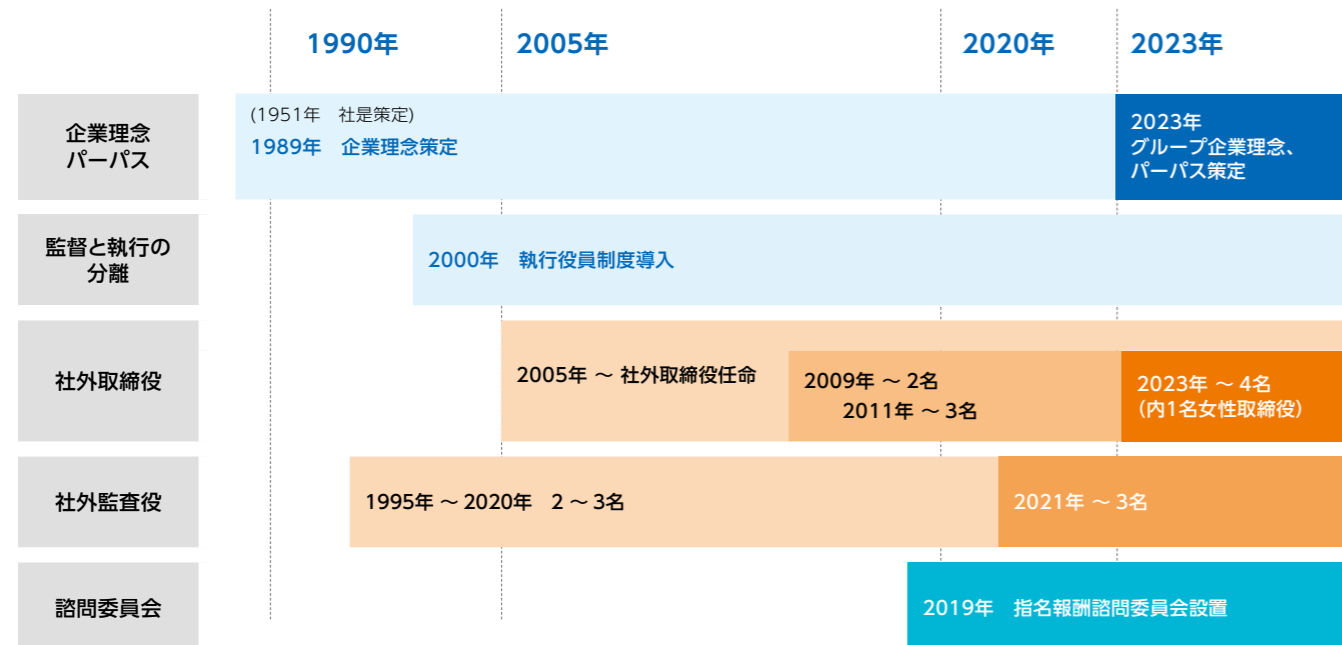 1990年
2005年
2020年
2023年
企業理念
パーパス
(1951年　社是策定)
1989年　企業理念策定
2023年
グループ企業理念、
パーパス策定
監督と執行の
分離
2000年　執行役員制度導入
社外取締役
2005年 ～ 社外取締役任命
2009年 ～ 2名
2011年 ～ 3名
2023年 ～ 4名
（内1名女性取締役）
社外監査役
1995年 ～ 2020年　2 ～ 3名
2021年 ～ 3名
諮問委員会
2019年　指名報酬諮問委員会設置